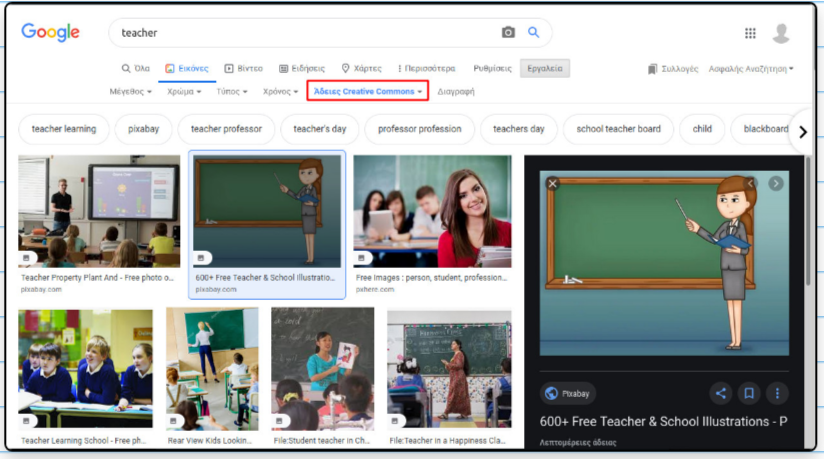 Google teacher
Όλα Εικόνες Βίντεο Ειδήσεις Χάρτες Περισσότερα Ρυθμίσεις Εργαλεία Συλλογές Ασφαλής Αναζήτηση
Μέγεθος Χρώμα Τύπος Χρόνος Άδειες Creative Commons Διαγραφή
teacher learning pixabay teacher professor teacher's day professor profession teachers day school teacher board child blackboard
Teacher Property Plant And - Free photo o... 600+ Free Teacher & School Illustratio... Free Images : person, student, profession...
pixabay.com pixabay.com pxhere.com
Pixabay
600+ Free Teacher & School Illustrations - P
Teacher Learning School - Free ph... Rear View Kids Lookin... File:Student teacher in Ch... File:Teacher in a Happiness Cla... Λεπτομέρειες άδειας